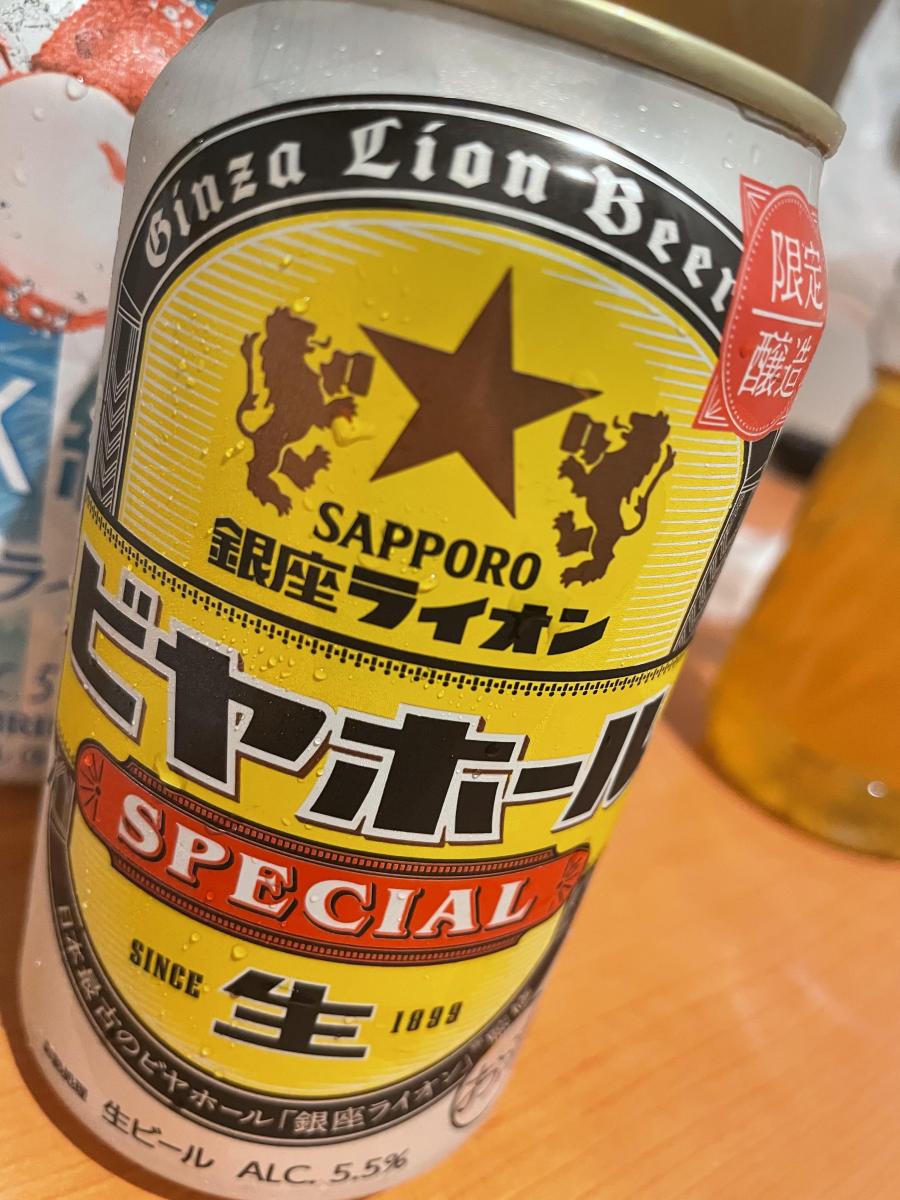 Ginza Lion Beer
限定
醸造
SAPPORO
銀座ライオン
ビヤホール
SPECIAL
SINCE 生 1899
日本最古のビヤホール「銀座ライオン」
生ビール ALC. 5.5%
お